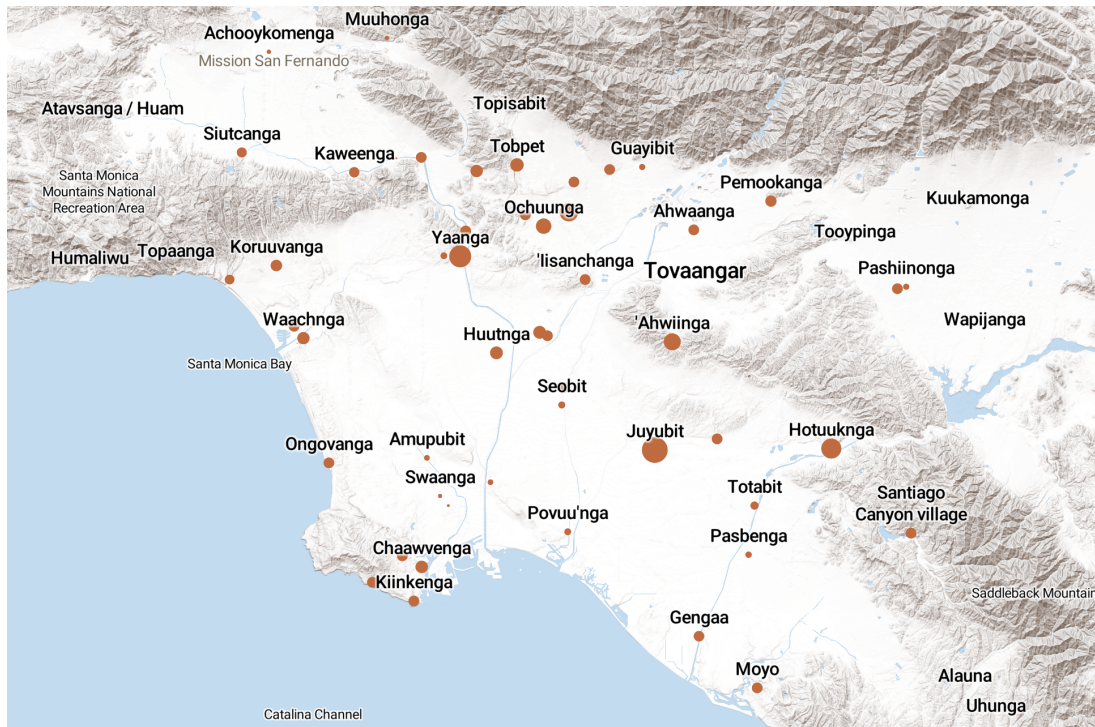 Muuhonga
Achooykomenga
Mission San Fernando
Atavsanga / Huam
Topisabit
Siutcanga
Kaweenga
Tobpet
Guayibit
Santa Monica
Mountains National
Recreation Area
Pemookanga
Kuukamonga
Ochuunga
Ahwaanga
Tooypinga
Yaanga
Koruuvanga
Topaanga
Humaliwu
'Iisanchanga
Tovaangar
Pashiinonga
Waachnga
Huutnga
'Ahwiinga
Wapijanga
Santa Monica Bay
Seobit
Ongovanga
Amupubit
Juyubit
Hotuuknga
Swaanga
Totabit
Santiago
Canyon village
Povuu'nga
Pasbenga
Chaawvenga
Kiinkenga
Saddleback Mountain
Gengaa
Moyo
Alauna
Uhunga
Catalina Channel